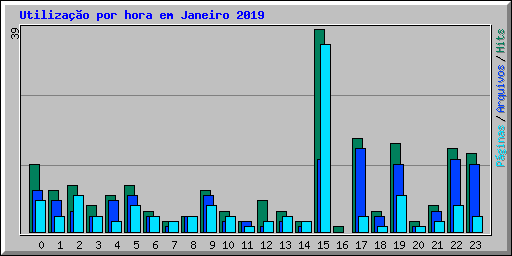 Utilização por hora em Janeiro 2019
39
Páginas / Arquivos / Hits
0 1 2 3 4 5 6 7 8 9 10 11 12 13 14 15 16 17 18 19 20 21 22 23